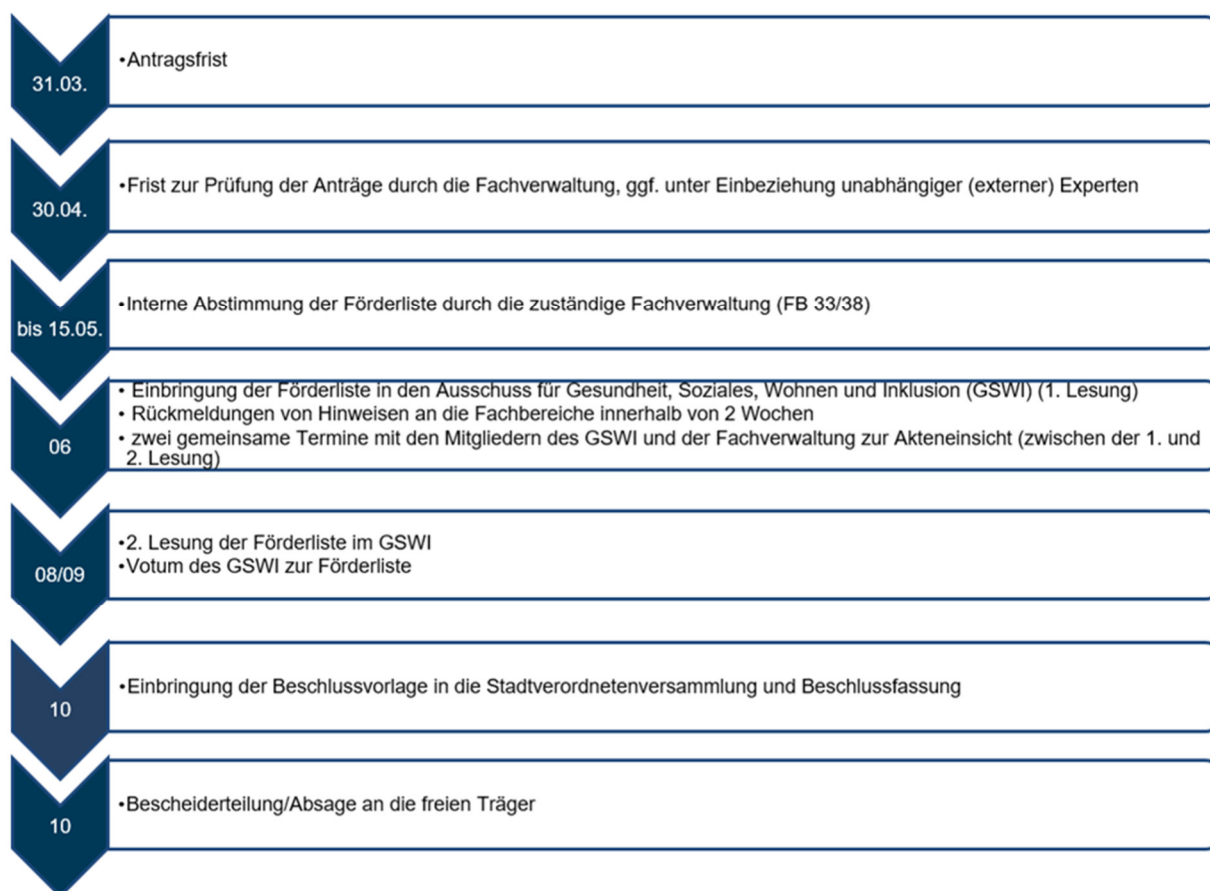 31.03.
•Antragsfrist
30.04.
•Frist zur Prüfung der Anträge durch die Fachverwaltung, ggf. unter Einbeziehung unabhängiger (externer) Experten
bis 15.05.
•Interne Abstimmung der Förderliste durch die zuständige Fachverwaltung (FB 33/38)
06
• Einbringung der Förderliste in den Ausschuss für Gesundheit, Soziales, Wohnen und Inklusion (GSWI) (1. Lesung)
• Rückmeldungen von Hinweisen an die Fachbereiche innerhalb von 2 Wochen
• zwei gemeinsame Termine mit den Mitgliedern des GSWI und der Fachverwaltung zur Akteneinsicht (zwischen der 1. und
2. Lesung)
08/09
•2. Lesung der Förderliste im GSWI
•Votum des GSWI zur Förderliste
10
•Einbringung der Beschlussvorlage in die Stadtverordnetenversammlung und Beschlussfassung
10
•Bescheiderteilung/Absage an die freien Träger